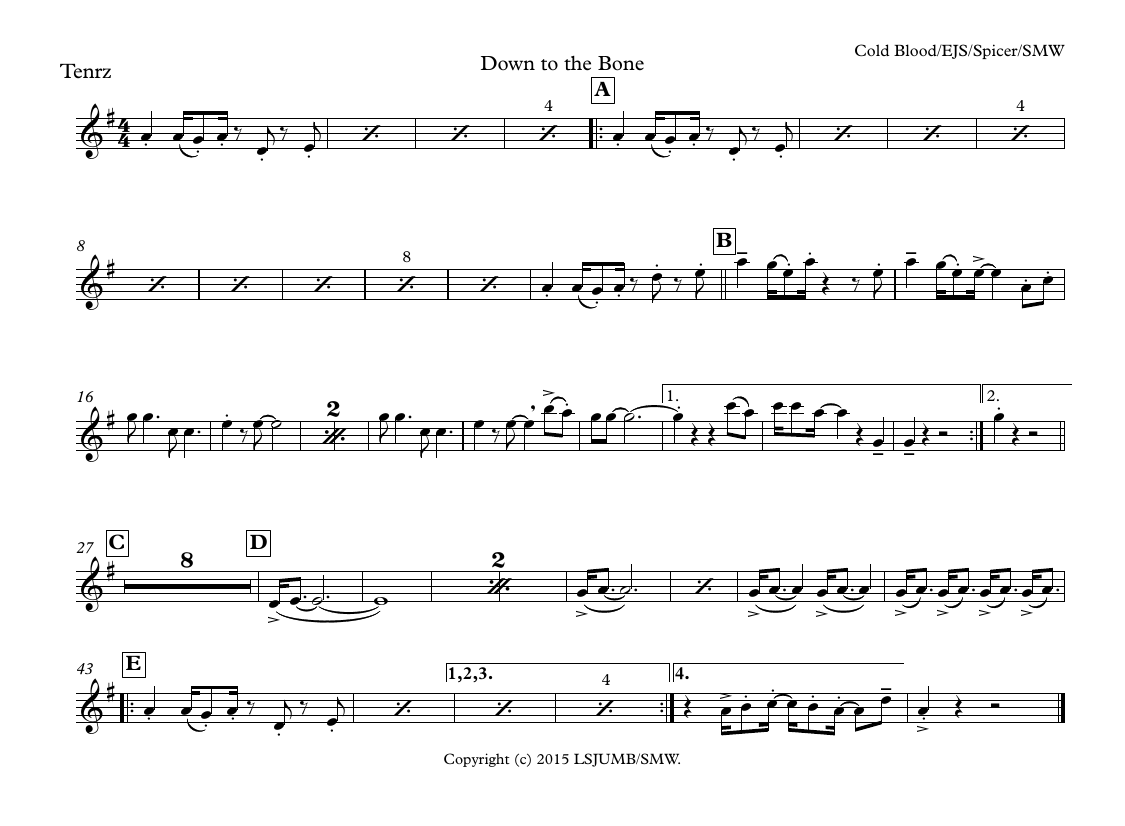 Cold Blood/EJS/Spicer/SMW
Down to the Bone
Tenrz
A
4 4
4 4
8 8
B
16 2 1. 2.
27 C 8 D 2
43 E 1,2,3. 4 4.
Copyright (c) 2015 LSJUMB/SMW.